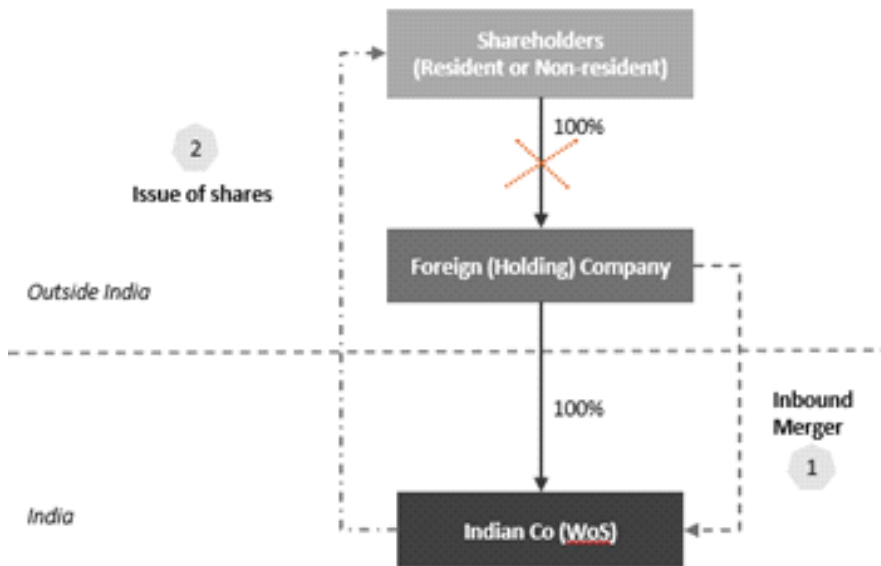 Shareholders
(Resident or Non-resident)
100%
2
Issue of shares
Foreign (Holding) Company
Outside India
100%
Inbound
Merger
1
India
Indian Co (WoS)